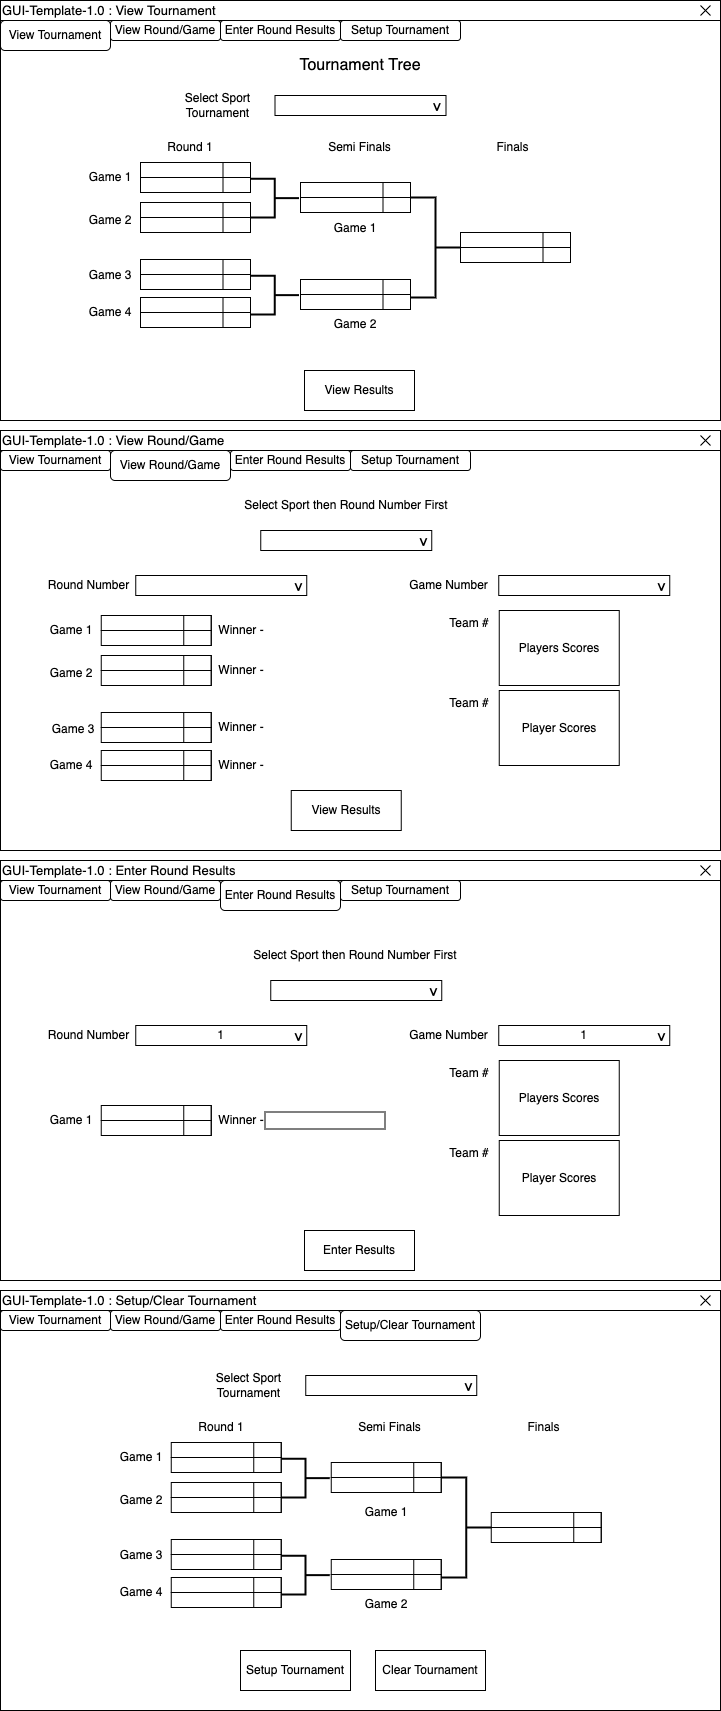 GUI-Template-1.0 : View Tournament
View Tournament View Round/Game Enter Round Results Setup Tournament
Tournament Tree
Select Sport
Tournament
v
Round 1 Semi Finals Finals
Game 1
Game 2
Game 1
Game 3
Game 4
Game 2
View Results
GUI-Template-1.0 : View Round/Game
View Tournament View Round/Game Enter Round Results Setup Tournament
Select Sport then Round Number First
v
Round Number v Game Number v
Game 1 Winner -
Team #
Players Scores
Game 2 Winner -
Team #
Player Scores
Game 3 Winner -
Game 4 Winner -
View Results
GUI-Template-1.0 : Enter Round Results
View Tournament View Round/Game Enter Round Results Setup Tournament
Select Sport then Round Number First
v
Round Number 1 v Game Number 1 v
Team #
Players Scores
Game 1 Winner -
Team #
Player Scores
Enter Results
GUI-Template-1.0 : Setup/Clear Tournament
View Tournament View Round/Game Enter Round Results Setup/Clear Tournament
Select Sport
Tournament
v
Round 1 Semi Finals Finals
Game 1
Game 2
Game 1
Game 3
Game 4
Game 2
Setup Tournament Clear Tournament